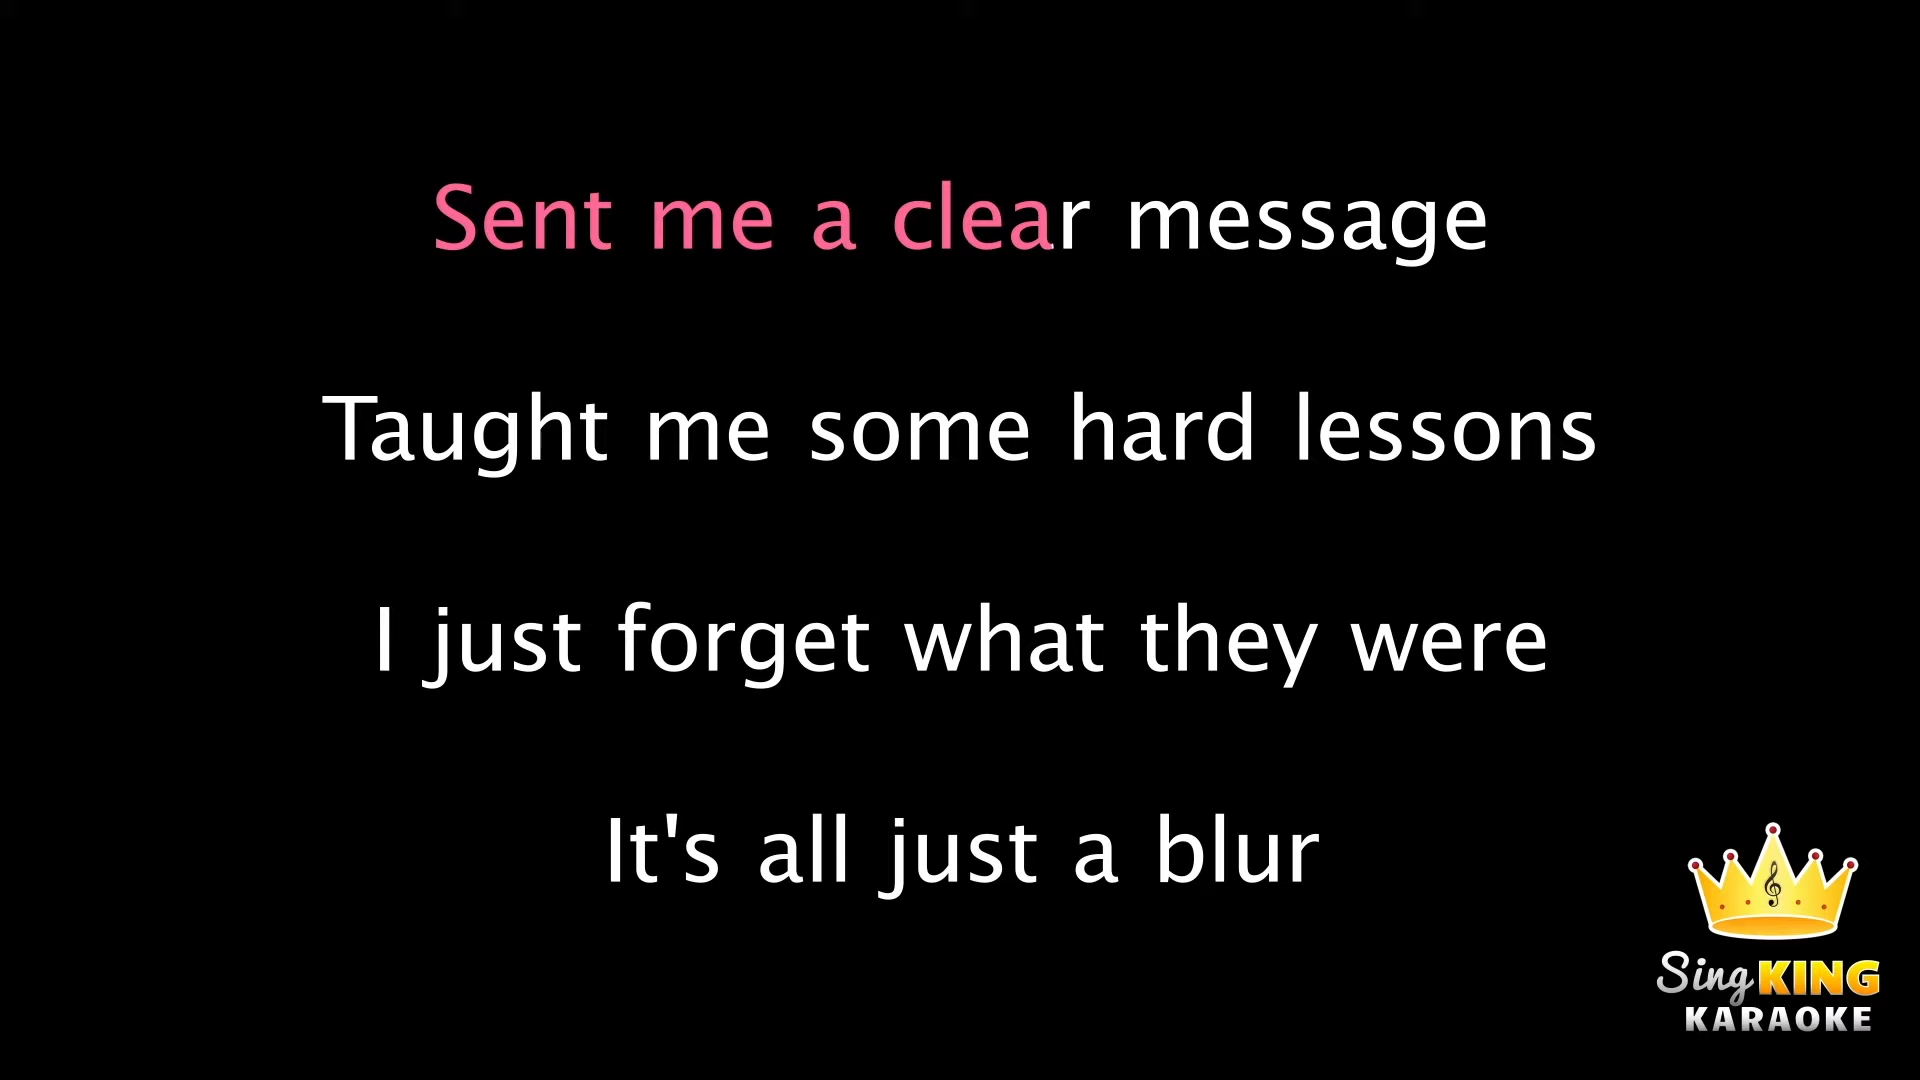 Sent me a clear message
Taught me some hard lessons
I just forget what they were
It's all just a blur
Sing KING
KARAOKE